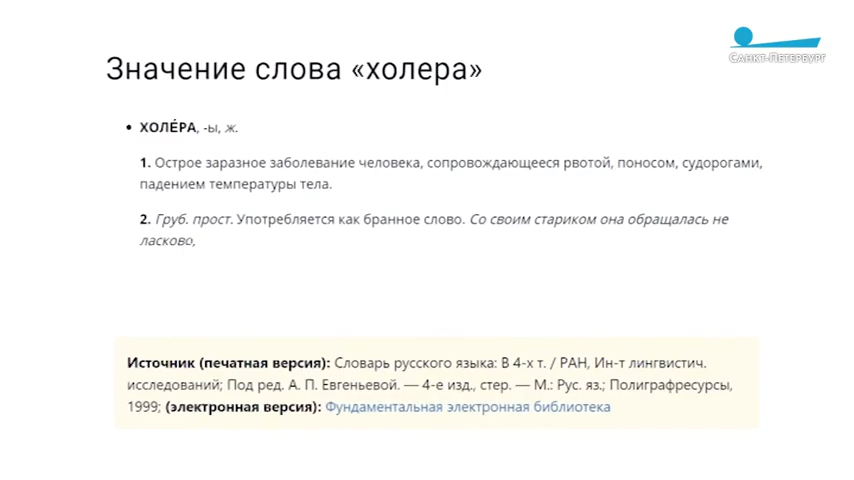 САНКТ-ПЕТЕРБУРГ
Значение слова «холера»
• ХОЛЕ́РА, -ы, ж.
1. Острое заразное заболевание человека, сопровождающееся рвотой, поносом, судорогами,
падением температуры тела.
2. Груб. прост. Употребляется как бранное слово. Со своим стариком она обращалась не
ласково,
Источник (печатная версия): Словарь русского языка: В 4-х т. / РАН, Ин-т лингвистич.
исследований; Под ред. А. П. Евгеньевой. — 4-е изд., стер. — М.: Рус. яз.; Полиграфресурсы,
1999; (электронная версия): Фундаментальная электронная библиотека